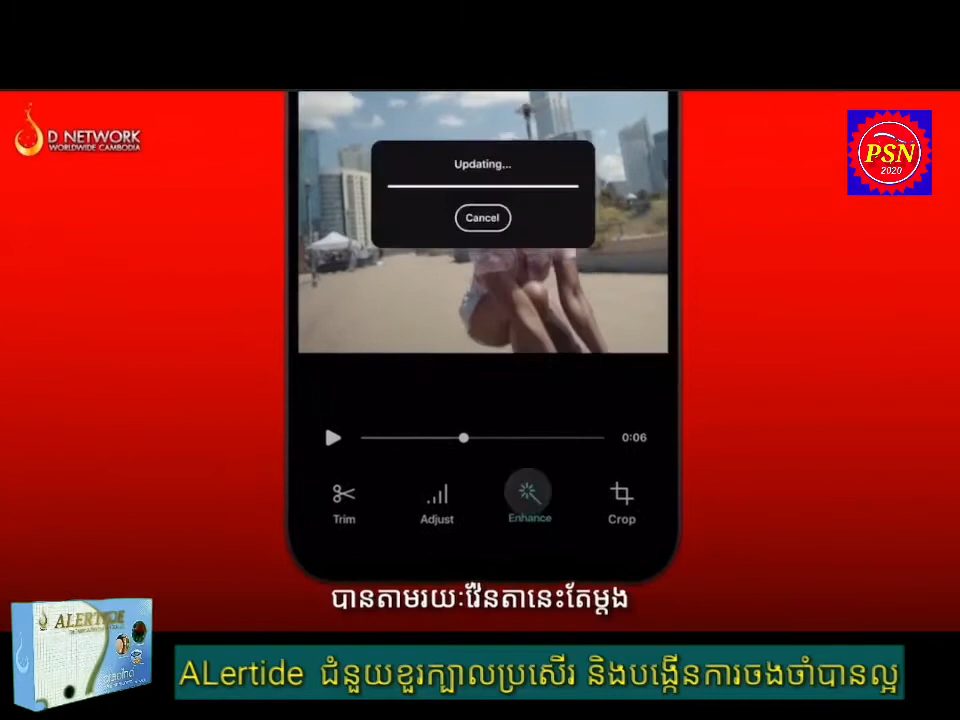 D NETWORK
WORLDWIDE CAMBODIA
PSN
2020
Updating...
Cancel
0:06
Trim
Adjust
Enhance
Crop
បានតាមរយៈវ៉ែនតានេះតែម្តង
ALERTIDE
ALertide ជំនួយខួរក្បាលប្រសើរ និងបង្កើនការចងចាំបានល្អ